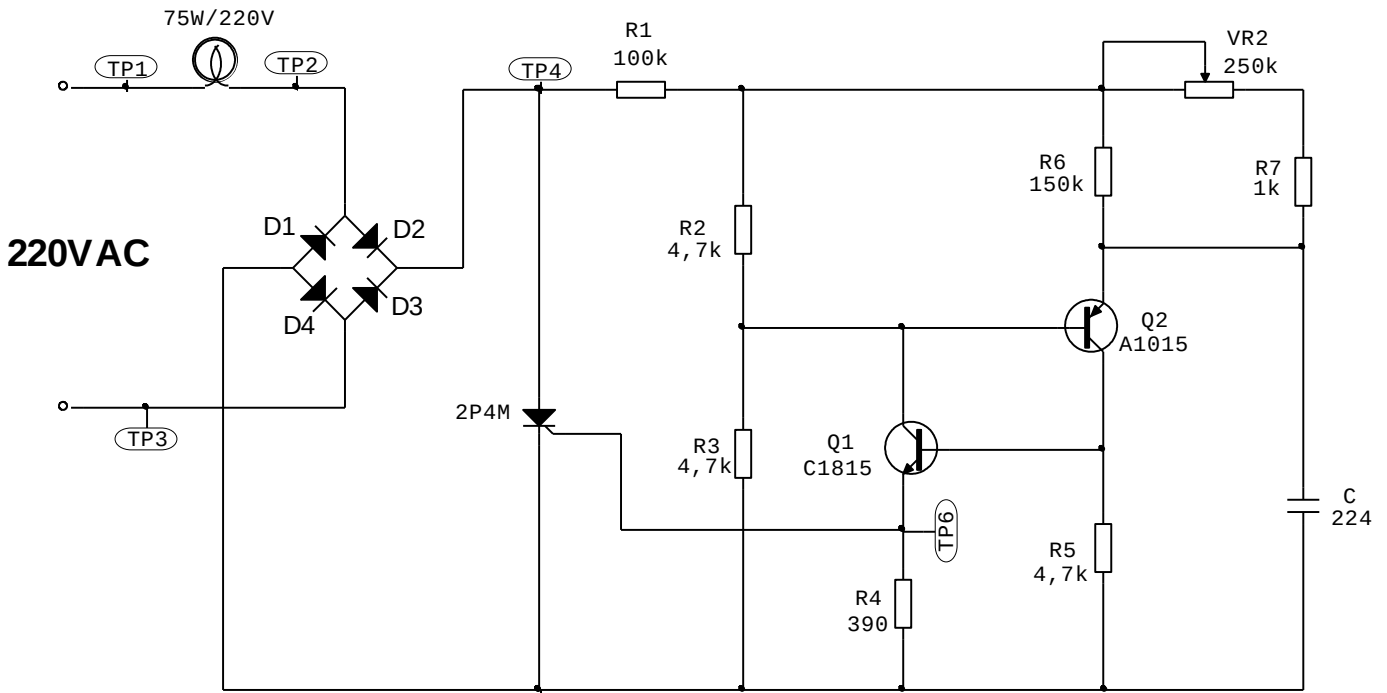 75W/220V
TP1
TP2
TP4
R1
100k
VR2
250k
R6
150k
R7
1k
D1
D2
R2
4,7k
220VAC
D4
D3
Q2
A1015
2P4M
TP3
R3
4,7k
Q1
C1815
C
224
TP6
R5
4,7k
R4
390